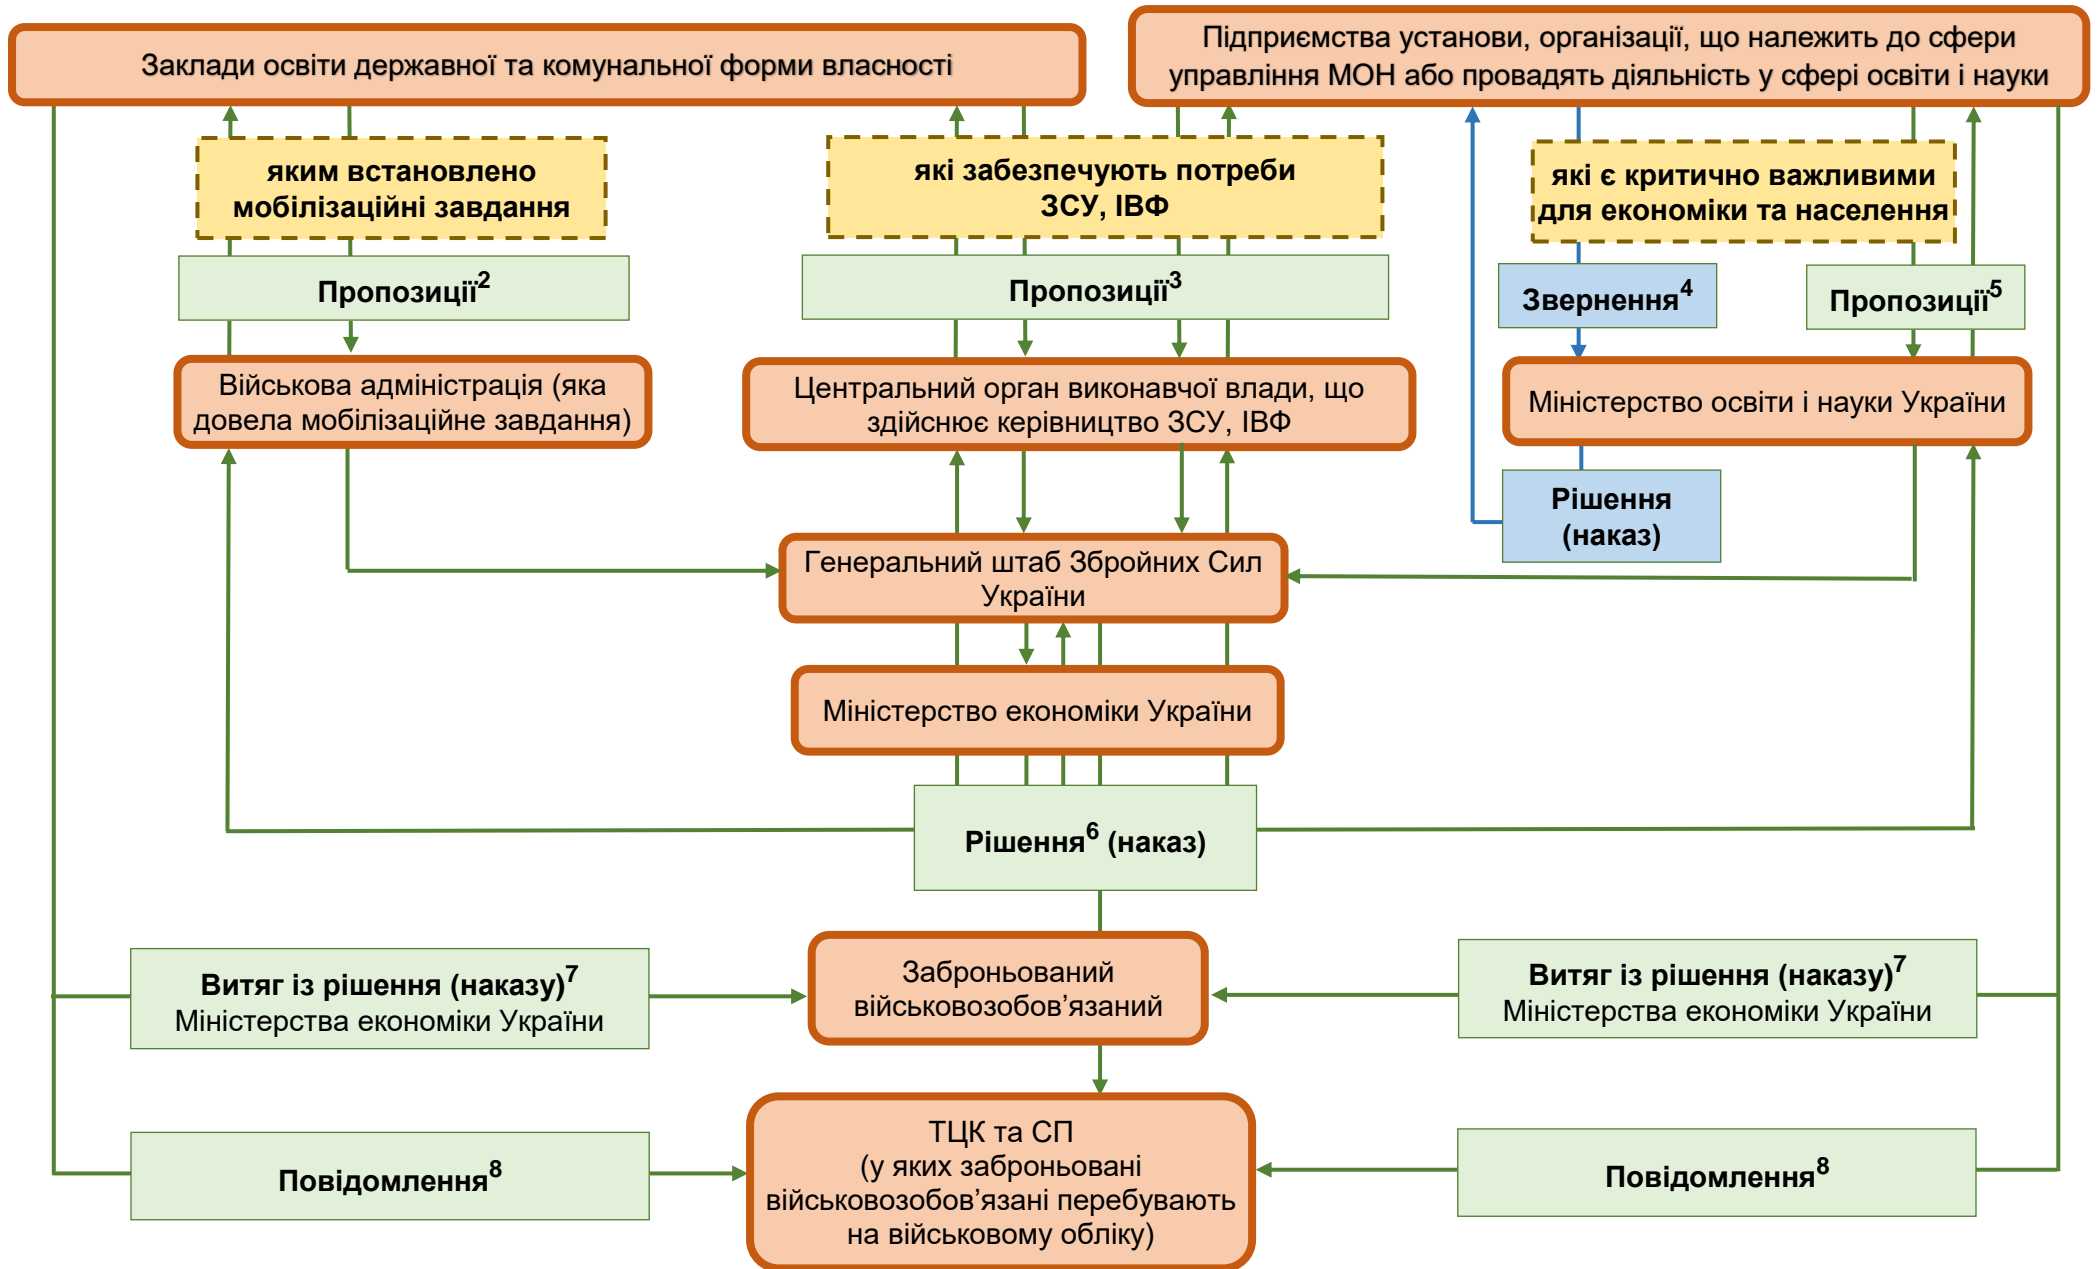 Заклади освіти державної та комунальної форми власності
Підприємства установи, організації, що належить до сфери
управління МОН або провадять діяльність у сфері освіти і науки
яким встановлено
мобілізаційні завдання
які забезпечують потреби
ЗСУ, ІВФ
які є критично важливими
для економіки та населення
Пропозиції²
Пропозиції³
Звернення⁴
Пропозиції⁵
Військова адміністрація (яка
довела мобілізаційне завдання)
Центральний орган виконавчої влади, що
здійснює керівництво ЗСУ, ІВФ
Міністерство освіти і науки України
Рішення
(наказ)
Генеральний штаб Збройних Сил
України
Міністерство економіки України
Рішення⁶ (наказ)
Витяг із рішення (наказу)⁷
Міністерства економіки України
Заброньований
військовозобов’язаний
Витяг із рішення (наказу)⁷
Міністерства економіки України
Повідомлення⁸
ТЦК та СП
(у яких заброньовані
військовозобов’язані перебувають
на військовому обліку)
Повідомлення⁸